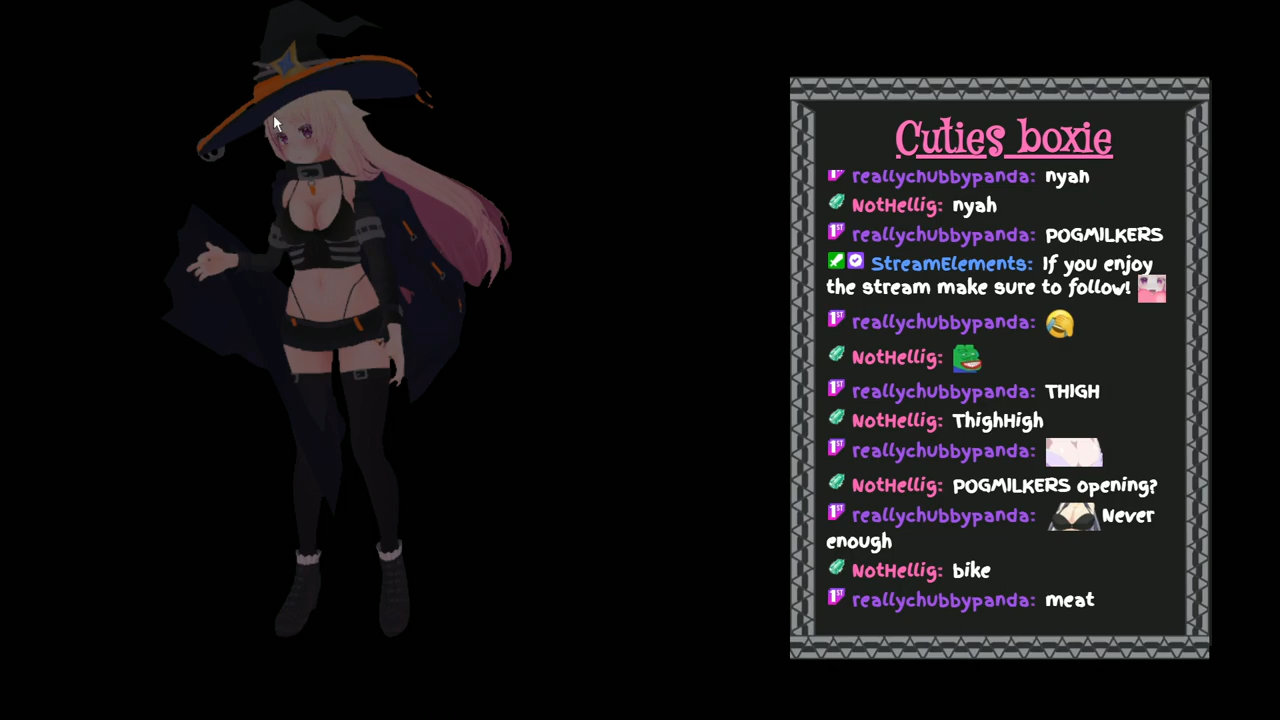 Cuties boxie
reallychubbypanda: nyah
NotHellig: nyah
reallychubbypanda: POGMILKERS
StreamElements: If you enjoy
the stream make sure to follow!
reallychubbypanda:
NotHellig:
reallychubbypanda: THIGH
NotHellig: ThighHigh
reallychubbypanda:
NotHellig: POGMILKERS opening?
reallychubbypanda: Never
enough
NotHellig: bike
reallychubbypanda: meat